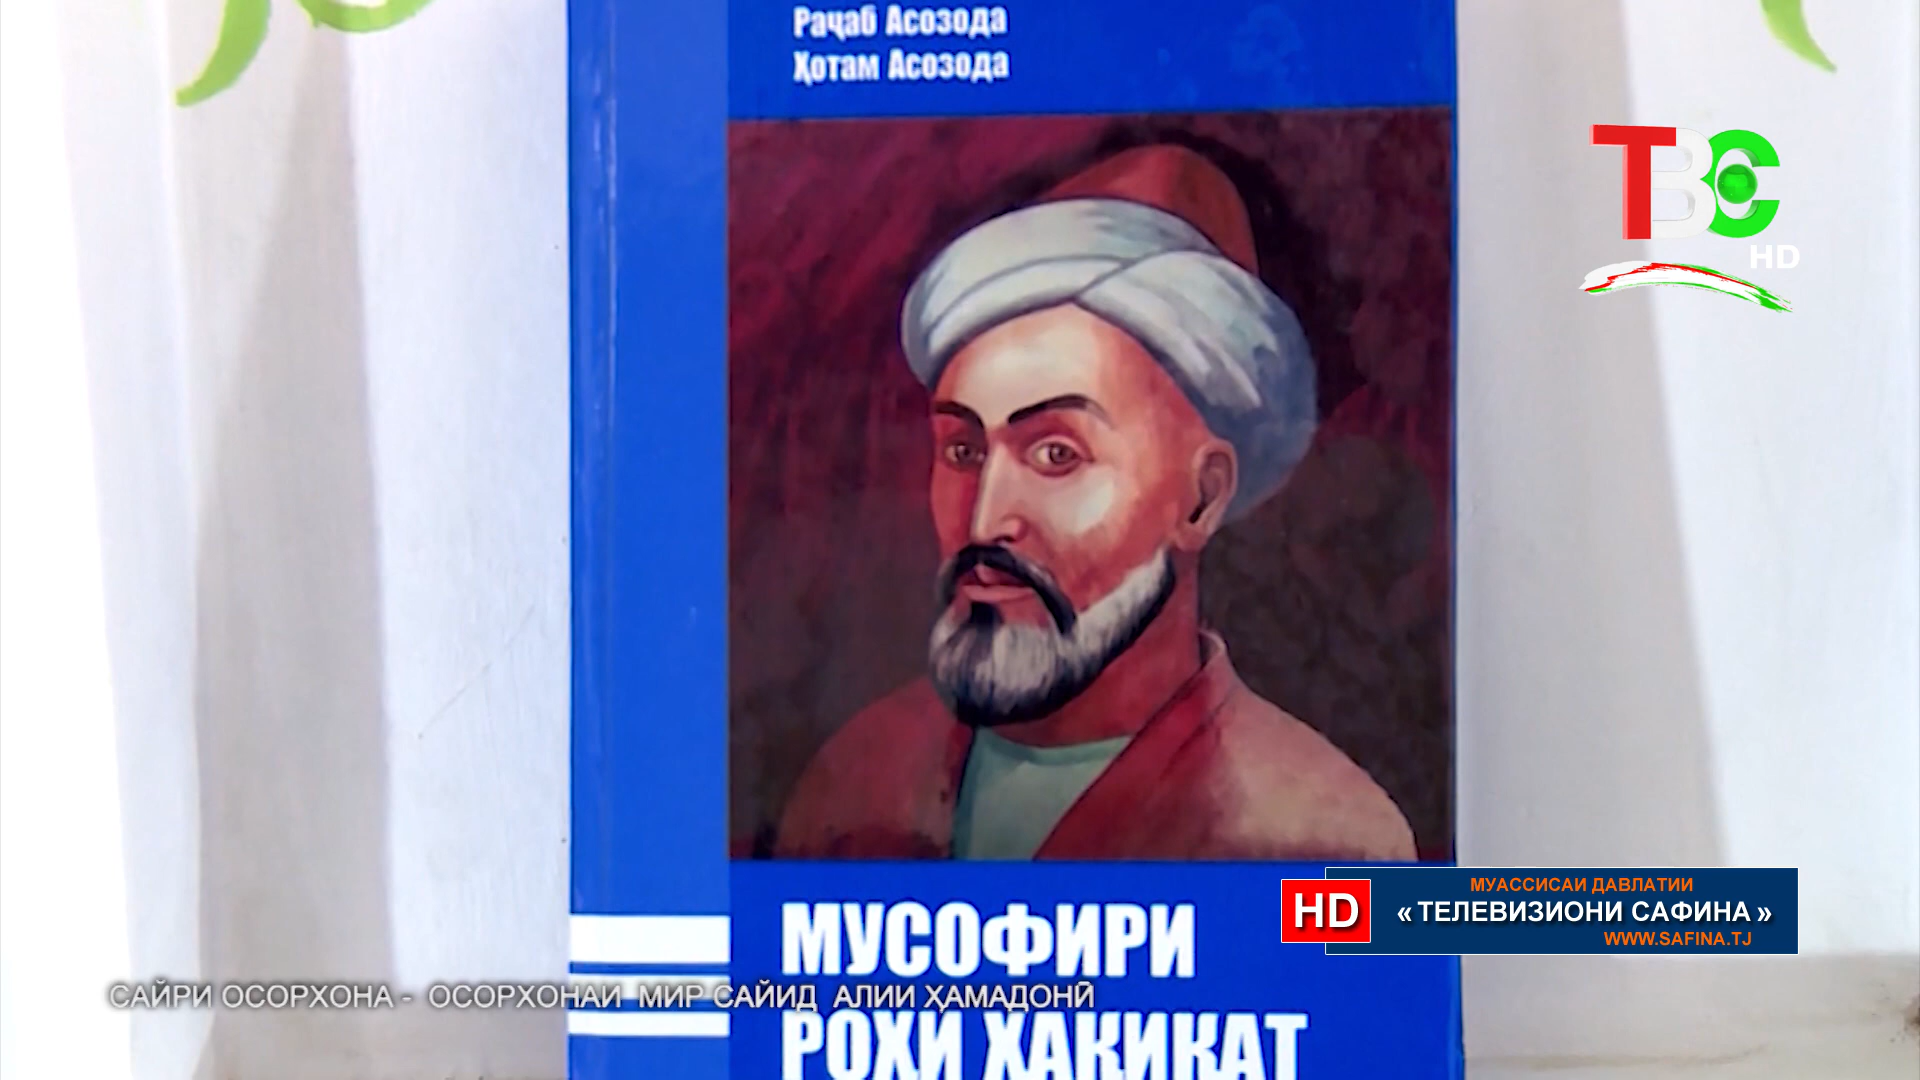 Раҷаб Асозода
Ҳотам Асозода
ТВС
HD
МУАССИСАИ ДАВЛАТИИ
HD
« ТЕЛЕВИЗИОНИ САФИНА »
WWW.SAFINA.TJ
МУСОФИРИ
САЙРИ ОСОРХОНА - ОСОРХОНАИ МИР САЙИД АЛИИ ҲАМАДОНӢ
РОҲИ ҲАҚИҚАТ